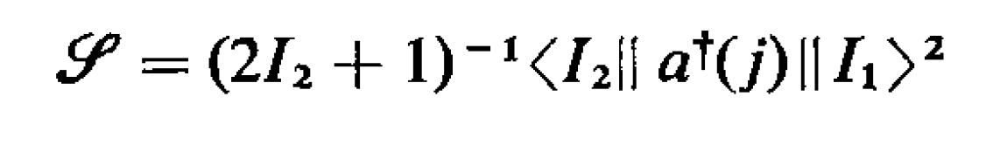 𝒮 = (2I₂ + 1)⁻¹⟨I₂‖ a†(j)‖ I₁⟩²